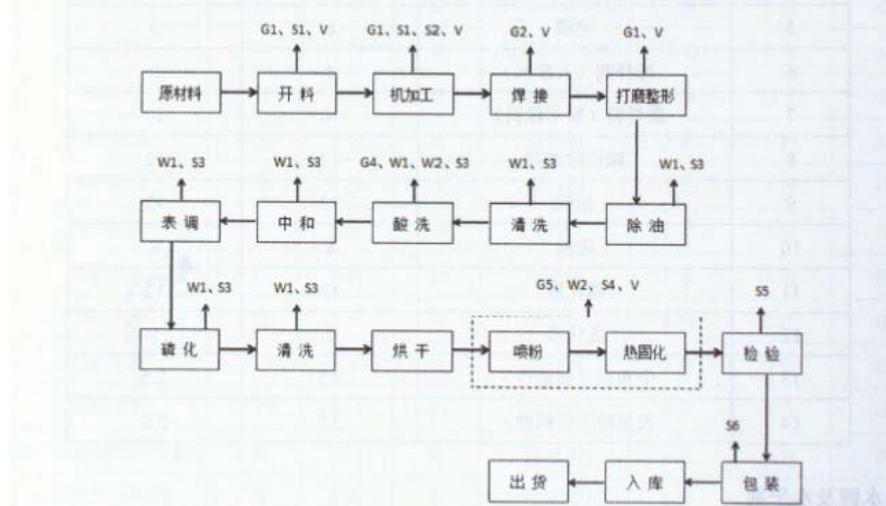 G1、S1、V
G1、S1、S2、V
G2、V
G1、V
原材料
开料
机加工
焊接
打磨整形
W1、S3
W1、S3
G4、W1、W2、S3
W1、S3
W1、S3
表调
中和
酸洗
清洗
除油
W1、S3
W1、S3
G5、W2、S4、V
S5
磷化
清洗
烘干
喷粉
热固化
检验
S6
出货
入库
包装